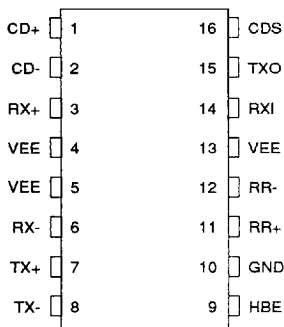 CD+ 1 16 CDS
CD- 2 15 TXO
RX+ 3 14 RXI
VEE 4 13 VEE
VEE 5 12 RR-
RX- 6 11 RR+
TX+ 7 10 GND
TX- 8 9 HBE